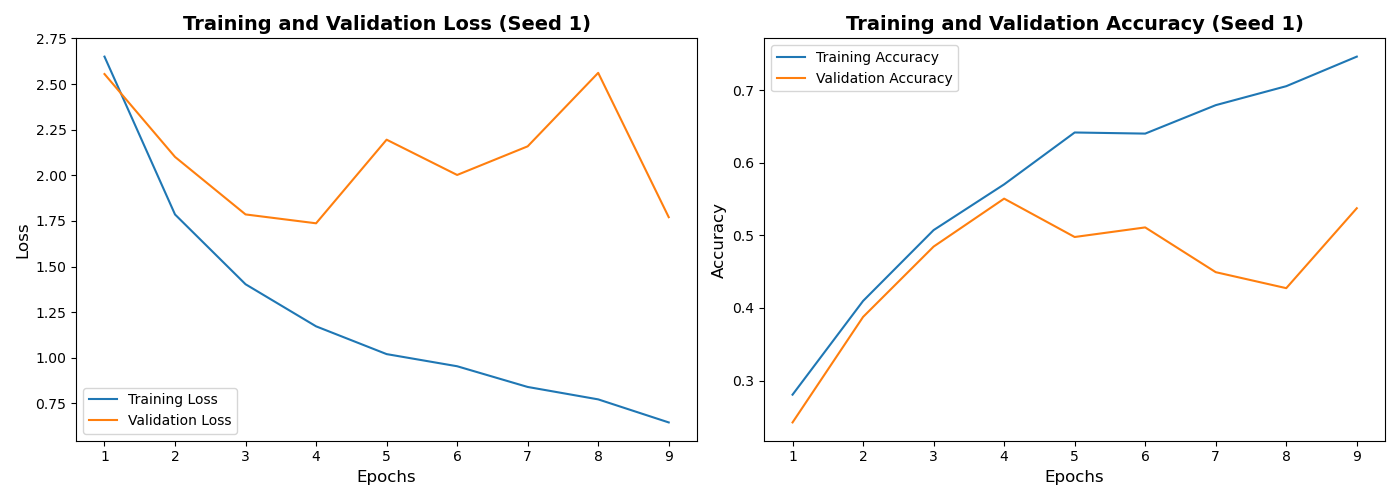 Training and Validation Loss (Seed 1)
2.75
2.50
2.25
2.00
1.75
1.50
1.25
1.00
0.75
Loss
Training Loss
Validation Loss
1 2 3 4 5 6 7 8 9
Epochs
Training and Validation Accuracy (Seed 1)
Training Accuracy
Validation Accuracy
0.7
0.6
0.5
0.4
0.3
Accuracy
1 2 3 4 5 6 7 8 9
Epochs